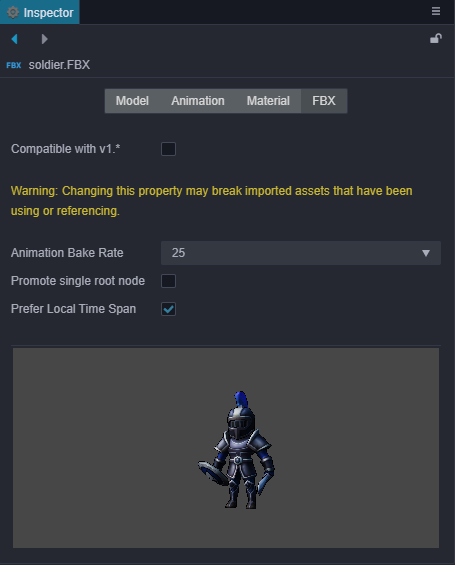 Inspector
FBX soldier.FBX
Model Animation Material FBX
Compatible with v1.*
Warning: Changing this property may break imported assets that have been
using or referencing.
Animation Bake Rate 25
Promote single root node
Prefer Local Time Span